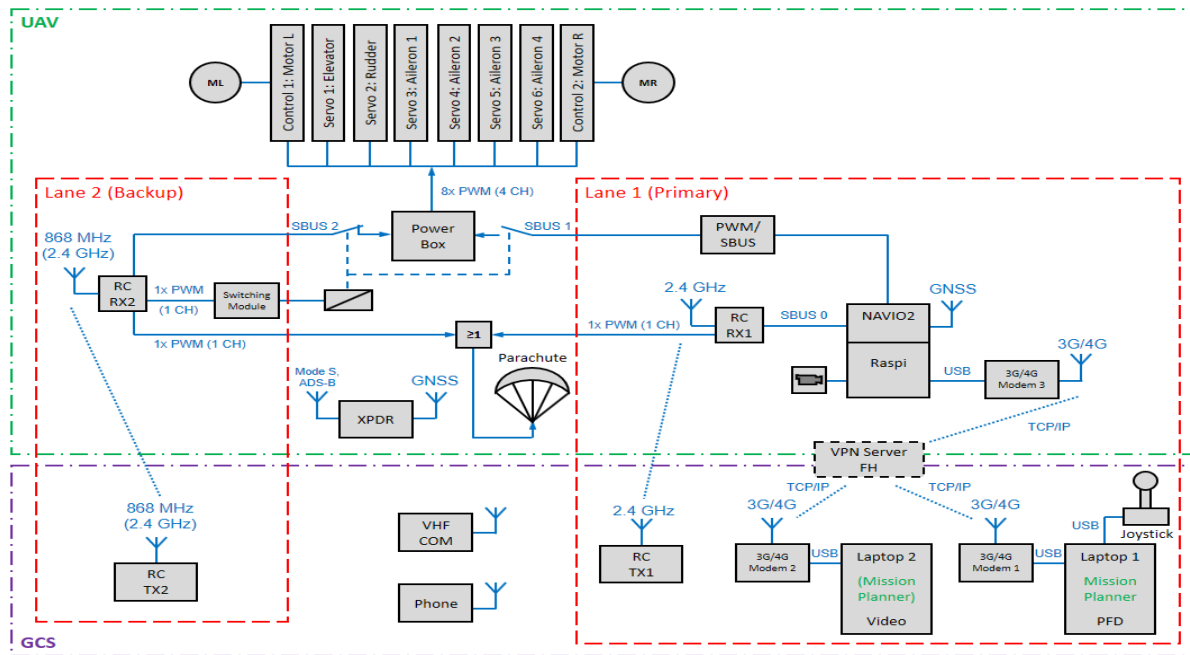 UAV
ML
Control 1: Motor L
Servo 1: Elevator
Servo 2: Rudder
Servo 3: Aileron 1
Servo 4: Aileron 2
Servo 5: Aileron 3
Servo 6: Aileron 4
Control 2: Motor R
MR
8x PWM (4 CH)
Lane 2 (Backup)
Lane 1 (Primary)
868 MHz
(2.4 GHz)
SBUS 2
Power
Box
SBUS 1
PWM/
SBUS
RC
RX2
1x PWM
(1 CH)
Switching
Module
1x PWM (1 CH)
≥1
1x PWM (1 CH)
2.4 GHz
RC
RX1
SBUS 0
NAVIO2
GNSS
Raspi
USB
3G/4G
Modem 3
3G/4G
TCP/IP
Mode S,
ADS-B
XPDR
GNSS
Parachute
VPN Server
FH
TCP/IP
TCP/IP
868 MHz
(2.4 GHz)
RC
TX2
VHF
COM
Phone
2.4 GHz
RC
TX1
3G/4G
3G/4G
Modem 2
USB
Laptop 2
(Mission
Planner)
Video
3G/4G
3G/4G
Modem 1
USB
USB
Joystick
Laptop 1
Mission
Planner
PFD
GCS